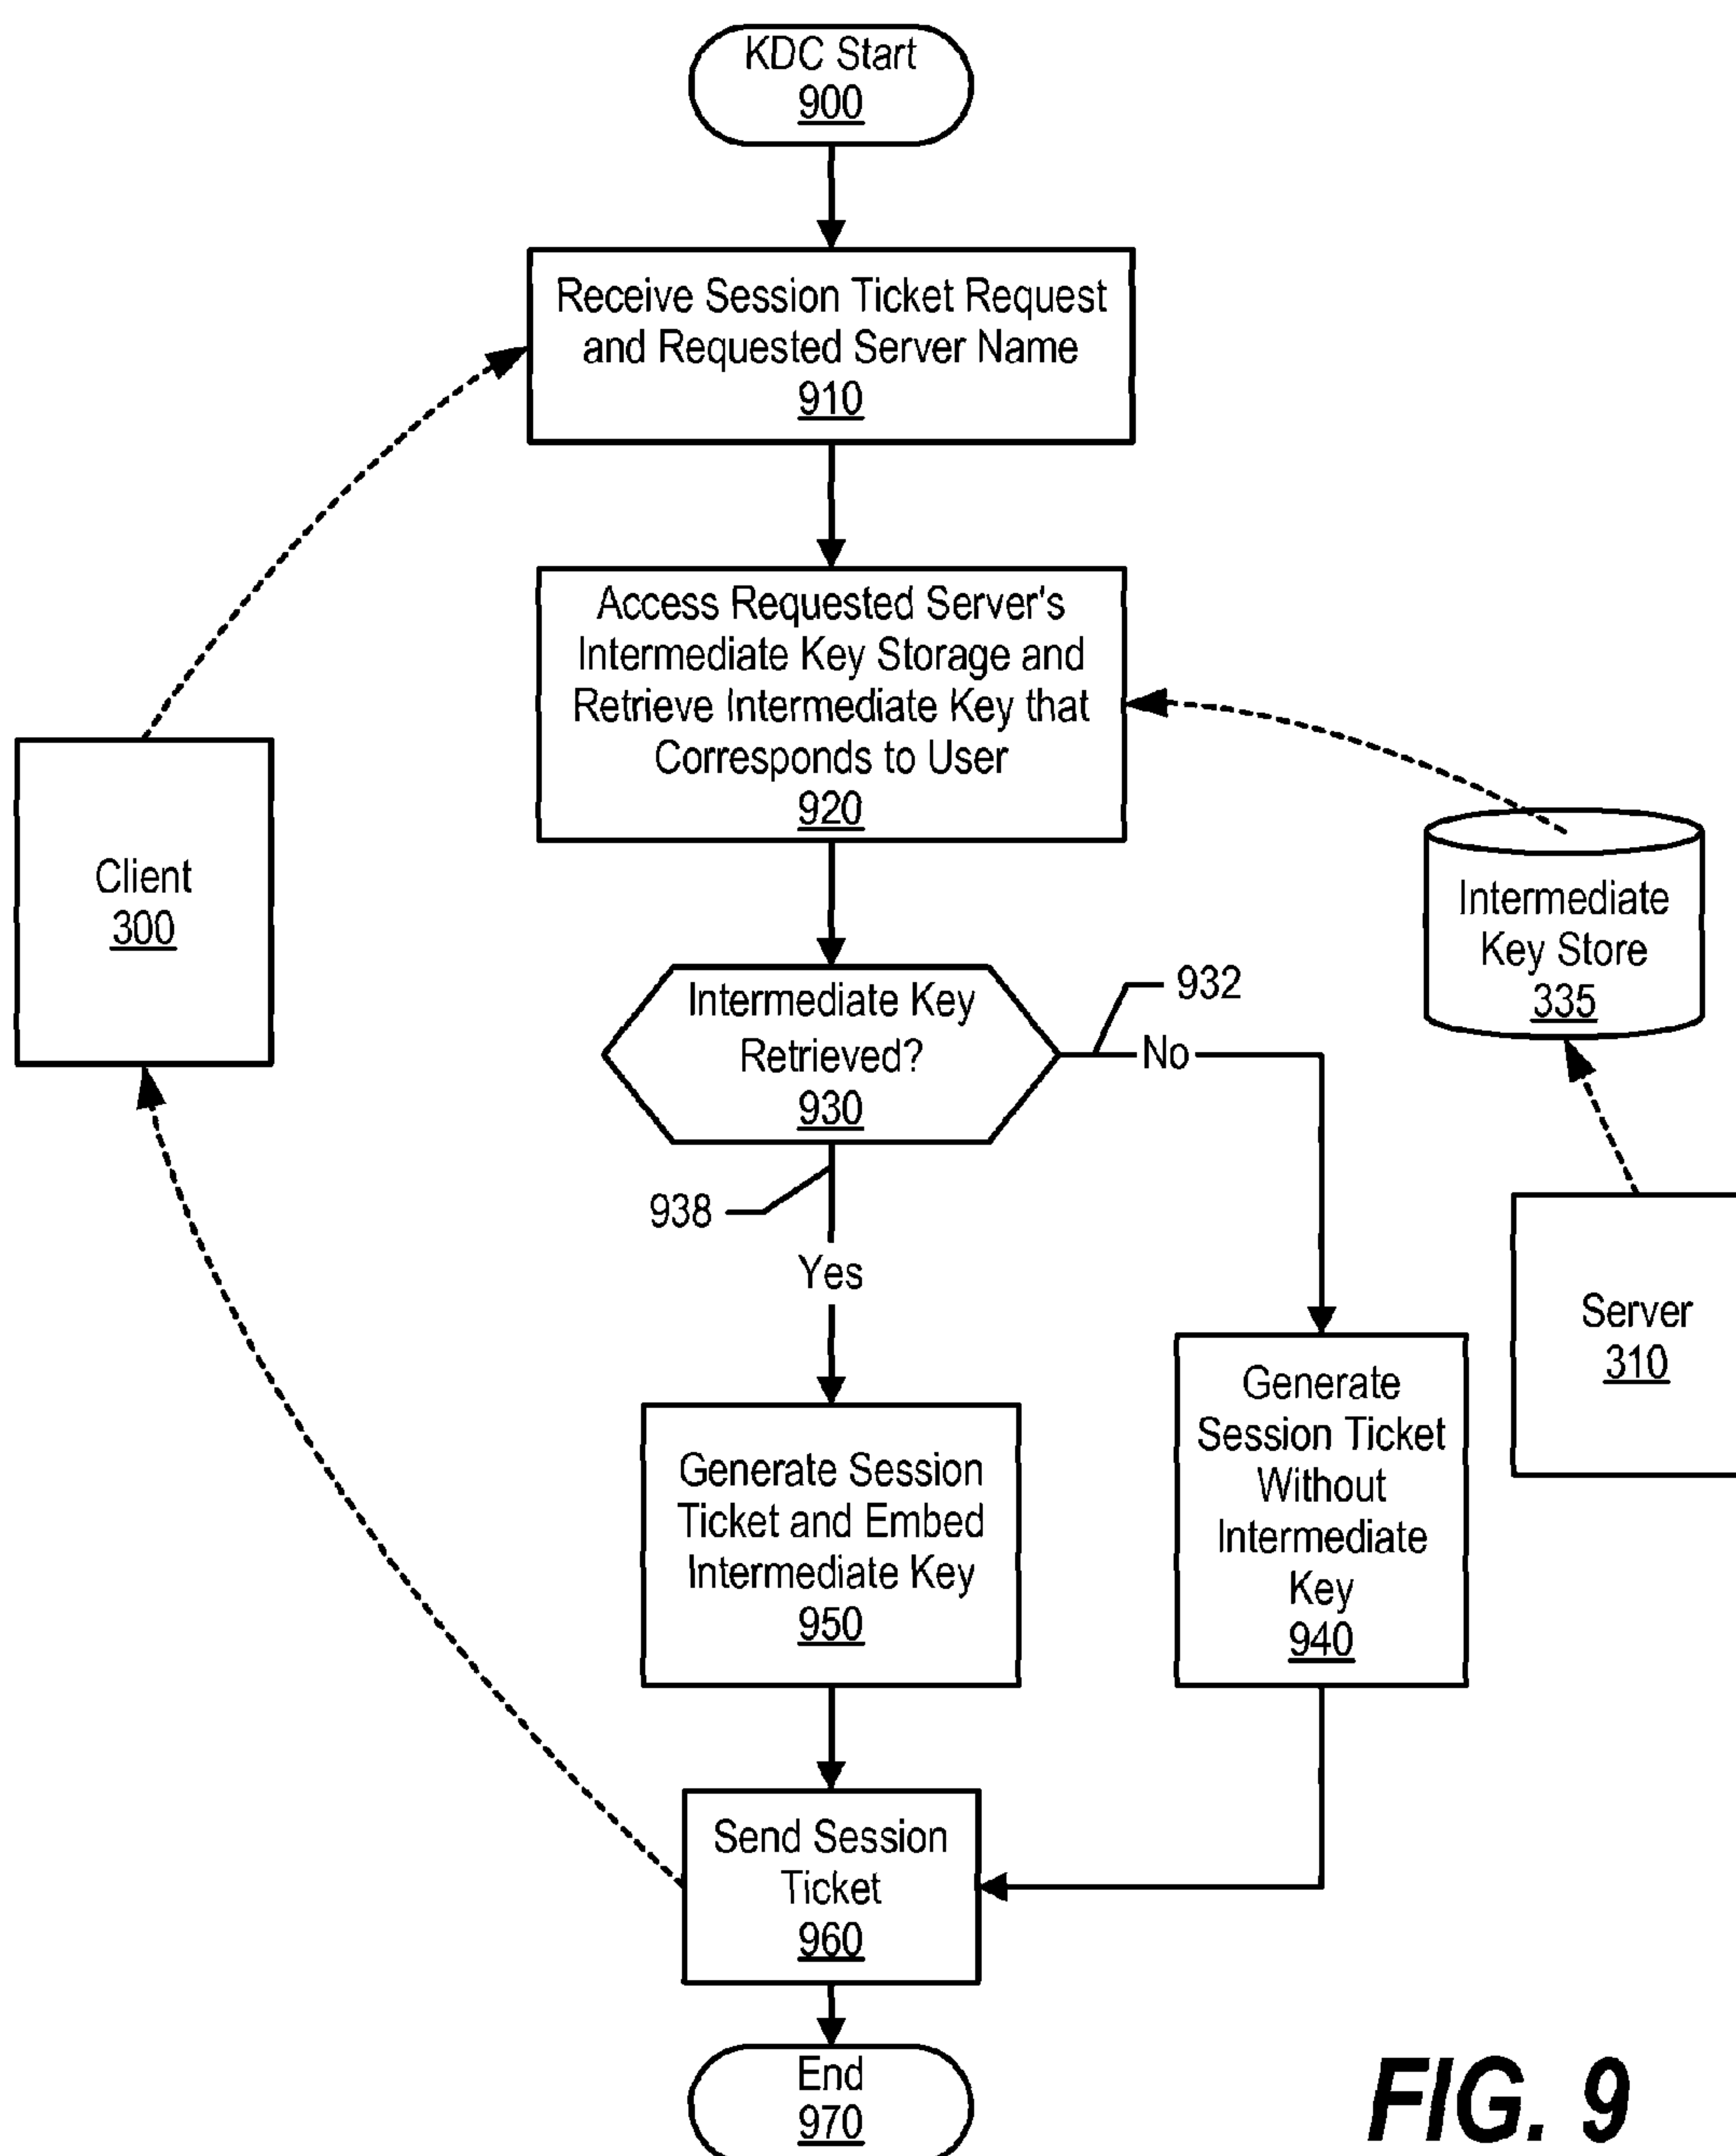 KDC Start
900
Receive Session Ticket Request
and Requested Server Name
910
Access Requested Server's
Intermediate Key Storage and
Retrieve Intermediate Key that
Corresponds to User
920
Client
300
Intermediate
Key Store
335
Intermediate Key
Retrieved?
930
932
No
938
Yes
Server
310
Generate
Session Ticket
Without
Intermediate
Key
940
Generate Session
Ticket and Embed
Intermediate Key
950
Send Session
Ticket
960
End
970
FIG. 9